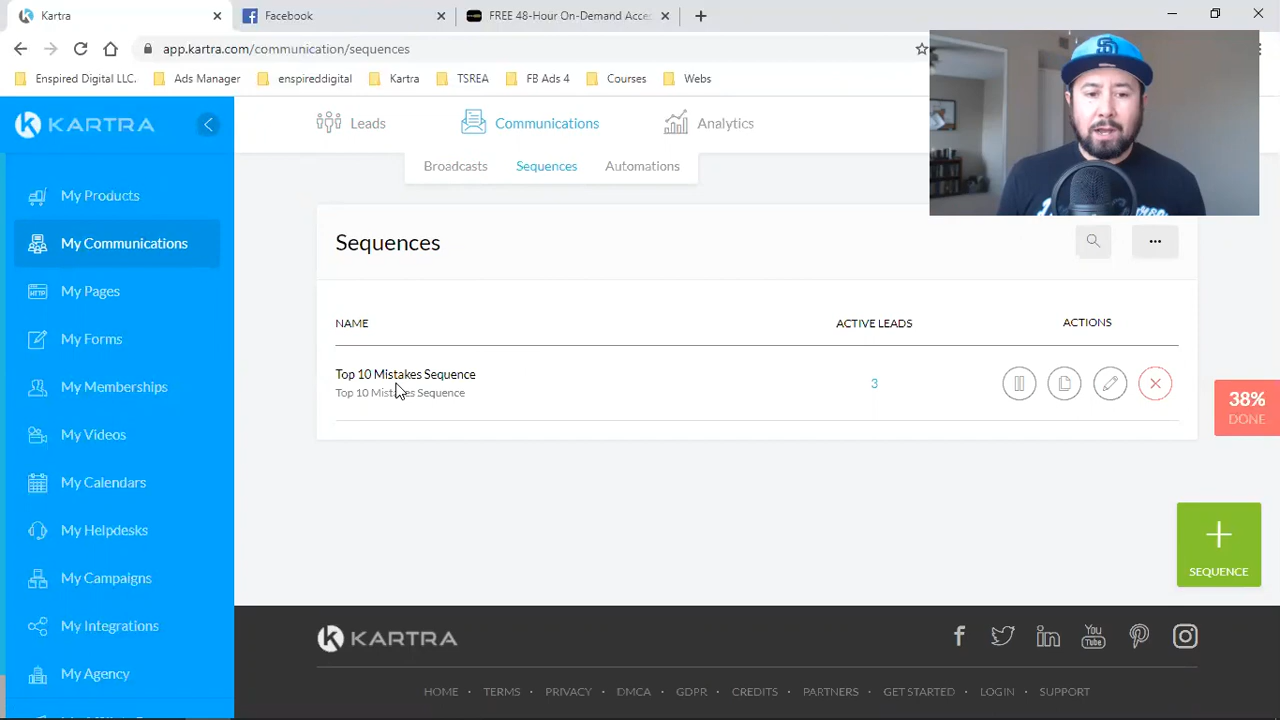 Kartra
Facebook
FREE 48-Hour On-Demand Acce
app.kartra.com/communication/sequences
Enspired Digital LLC.
Ads Manager
enspireddigital
Kartra
TSREA
FB Ads 4
Courses
Webs
KARTRA
Leads
Communications
Analytics
Broadcasts
Sequences
Automations
My Products
My Communications
My Pages
My Forms
My Memberships
My Videos
My Calendars
My Helpdesks
My Campaigns
My Integrations
My Agency
Sequences
NAME
ACTIVE LEADS
ACTIONS
Top 10 Mistakes Sequence
Top 10 Mistakes Sequence
3
38%
DONE
SEQUENCE
KARTRA
HOME · TERMS · PRIVACY · DMCA · GDPR · CREDITS · PARTNERS · GET STARTED · LOGIN · SUPPORT